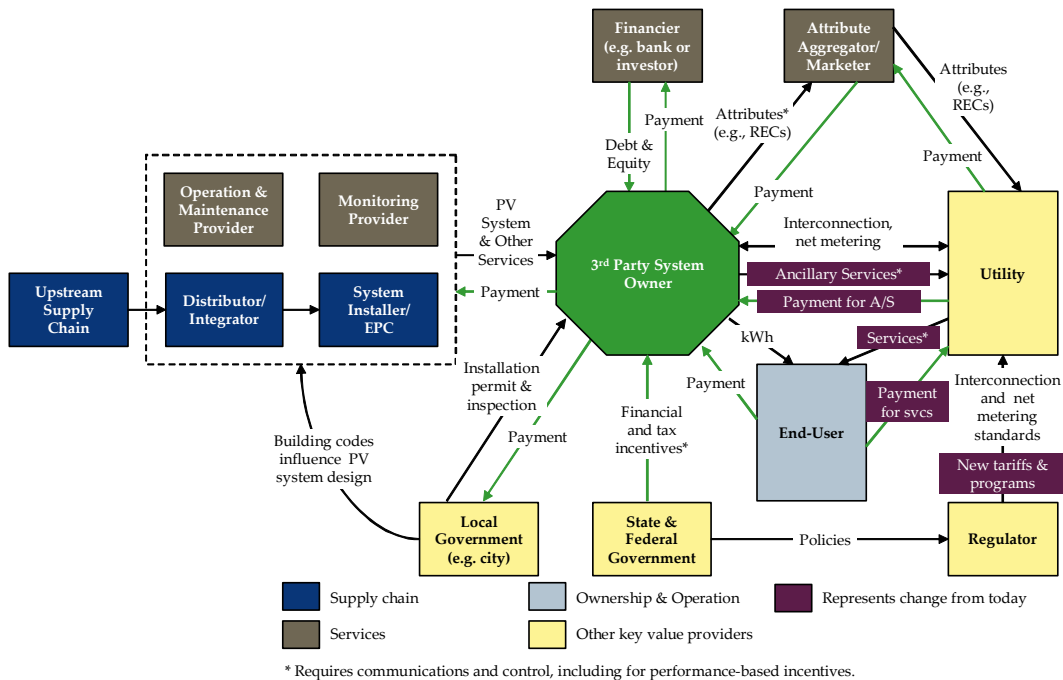 Financier
(e.g. bank or
investor)
Attribute
Aggregator/
Marketer
Attributes
(e.g., RECs)
Attributes*
(e.g., RECs)
Payment
Debt &
Equity
Payment
Payment
Operation &
Maintenance
Provider
Monitoring
Provider
PV
System
& Other
Services
Payment
Upstream
Supply
Chain
Distributor/
Integrator
System
Installer/
EPC
3rd Party System
Owner
Interconnection,
net metering
Ancillary Services*
Payment for A/S
Utility
kWh
Services*
Payment
Payment
for svcs
End-User
Interconnection
and net
metering
standards
New tariffs &
programs
Installation
permit &
inspection
Payment
Financial
and tax
incentives*
Building codes
influence PV
system design
Local
Government
(e.g. city)
State &
Federal
Government
Policies
Regulator
Supply chain
Ownership & Operation
Represents change from today
Services
Other key value providers
* Requires communications and control, including for performance-based incentives.